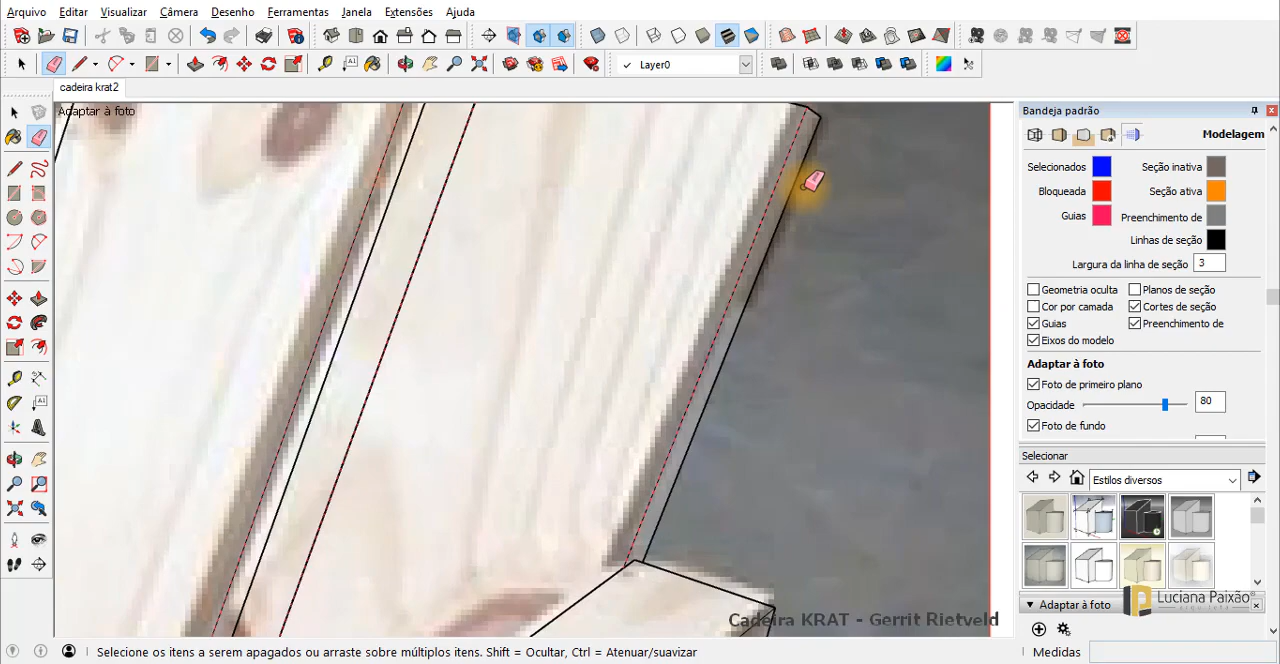 Arquivo Editar Visualizar Câmera Desenho Ferramentas Janela Extensões Ajuda
Layer0
cadeira krat2
Adaptar à foto
Bandeja padrão
Modelagem
Selecionados Seção inativa
Bloqueada Seção ativa
Guias Preenchimento de
Linhas de seção
Largura da linha de seção 3
Geometria oculta Planos de seção
Cor por camada Cortes de seção
Guias Preenchimento de
Eixos do modelo
Adaptar à foto
Foto de primeiro plano
Opacidade 80
Foto de fundo
Selecionar
Estilos diversos
Luciana Paixão
arquiteta
Adaptar à foto
Cadeira KRAT - Gerrit Rietveld
Selecione os itens a serem apagados ou arraste sobre múltiplos itens. Shift = Ocultar, Ctrl = Atenuar/suavizar
Medidas